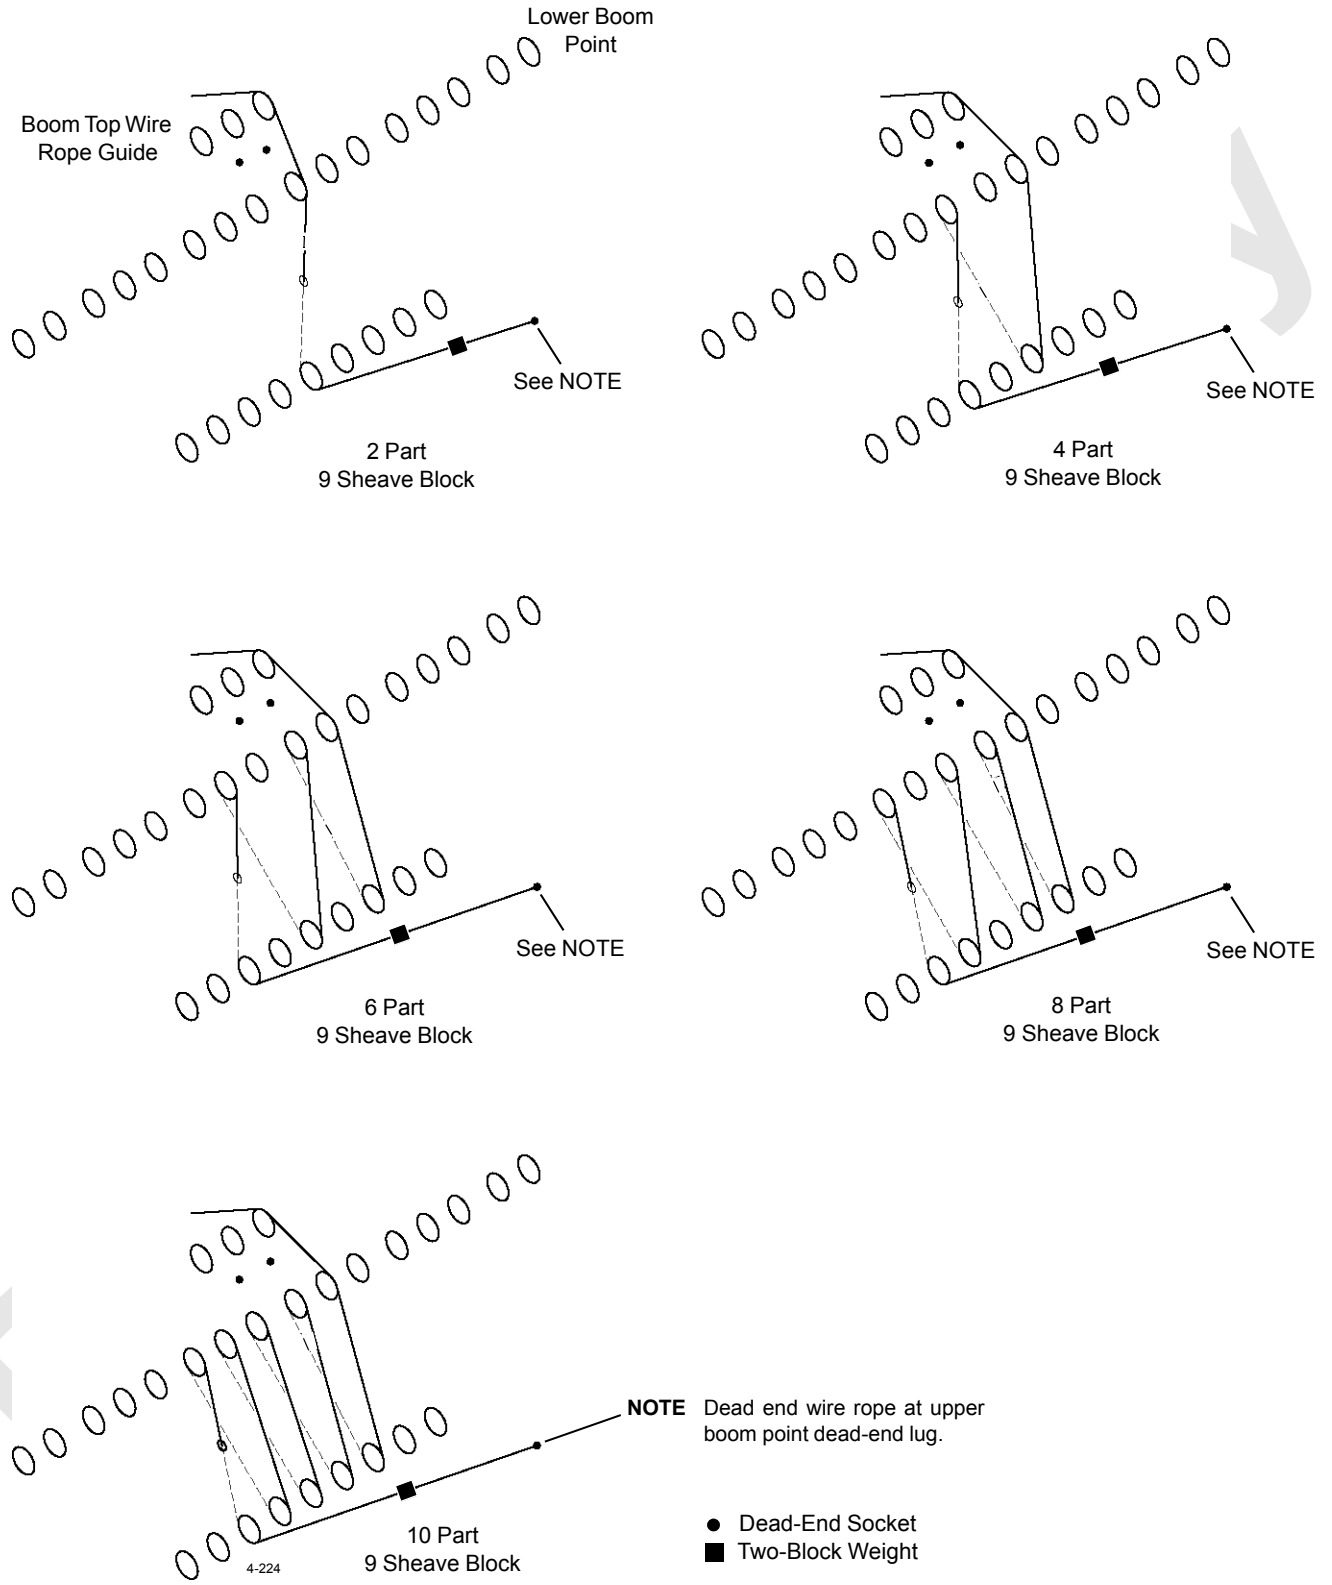 Lower Boom
Point
Boom Top Wire
Rope Guide
See NOTE
2 Part
9 Sheave Block
See NOTE
4 Part
9 Sheave Block
See NOTE
6 Part
9 Sheave Block
See NOTE
8 Part
9 Sheave Block
NOTE Dead end wire rope at upper
boom point dead-end lug.
10 Part
9 Sheave Block
4-224
Dead-End Socket
Two-Block Weight
y